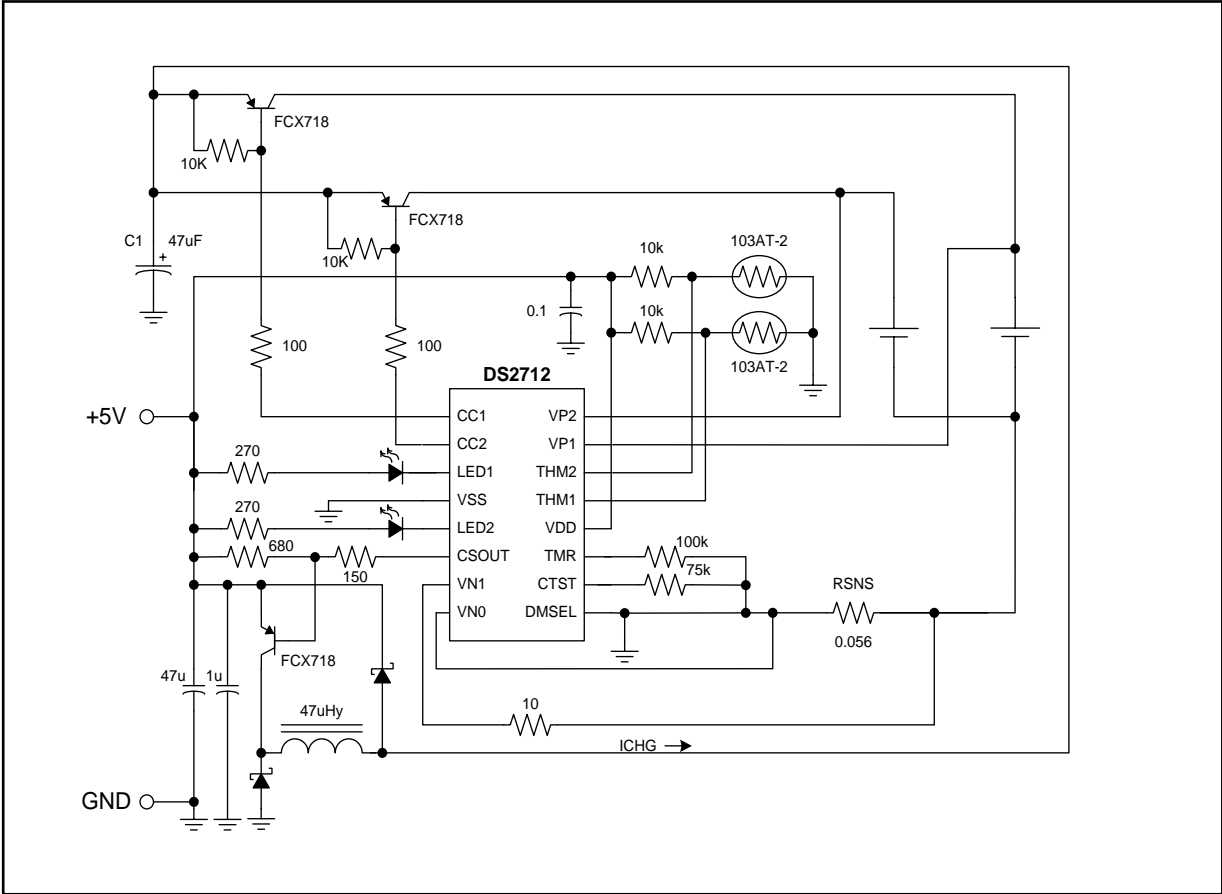 FCX718
10K
FCX718
C1 47uF
+
10K
10k
103AT-2
0.1
10k
100
100
103AT-2
DS2712
+5V
CC1
VP2
CC2
VP1
270
LED1
THM2
VSS
THM1
270
LED2
VDD
680
CSOUT
TMR
100k
150
VN1
CTST
75k
RSNS
VN0
DMSEL
0.056
FCX718
47u
1u
10
47uHy
ICHG
GND